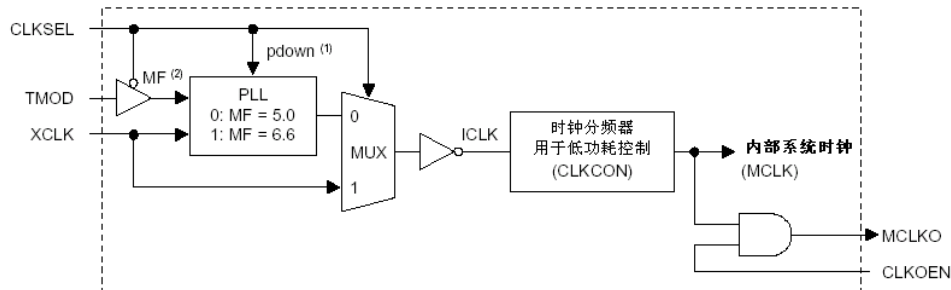 CLKSEL
pdown (1)
MF (2)
TMOD
PLL
0: MF = 5.0
1: MF = 6.6
XCLK
0
MUX
1
ICLK
时钟分频器
用于低功耗控制
(CLKCON)
内部系统时钟
(MCLK)
MCLKO
CLKOEN